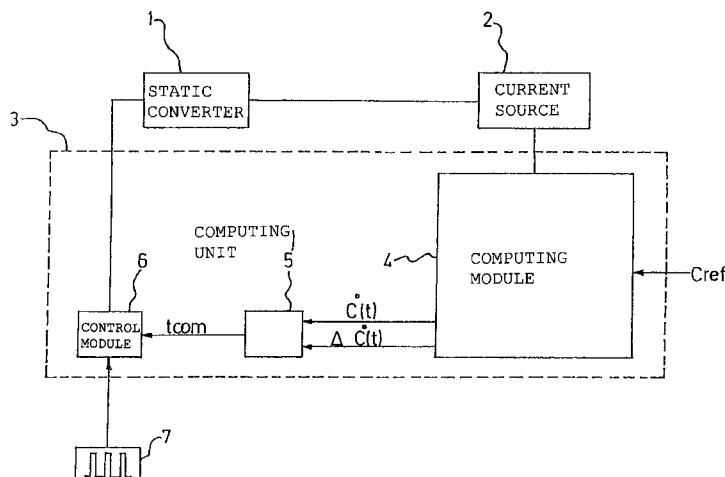 1
2
STATIC
CONVERTER
CURRENT
SOURCE
3
COMPUTING
UNIT
4
COMPUTING
MODULE
Cref
5
6
C°(t)
Δ C°(t)
tcom
CONTROL
MODULE
7